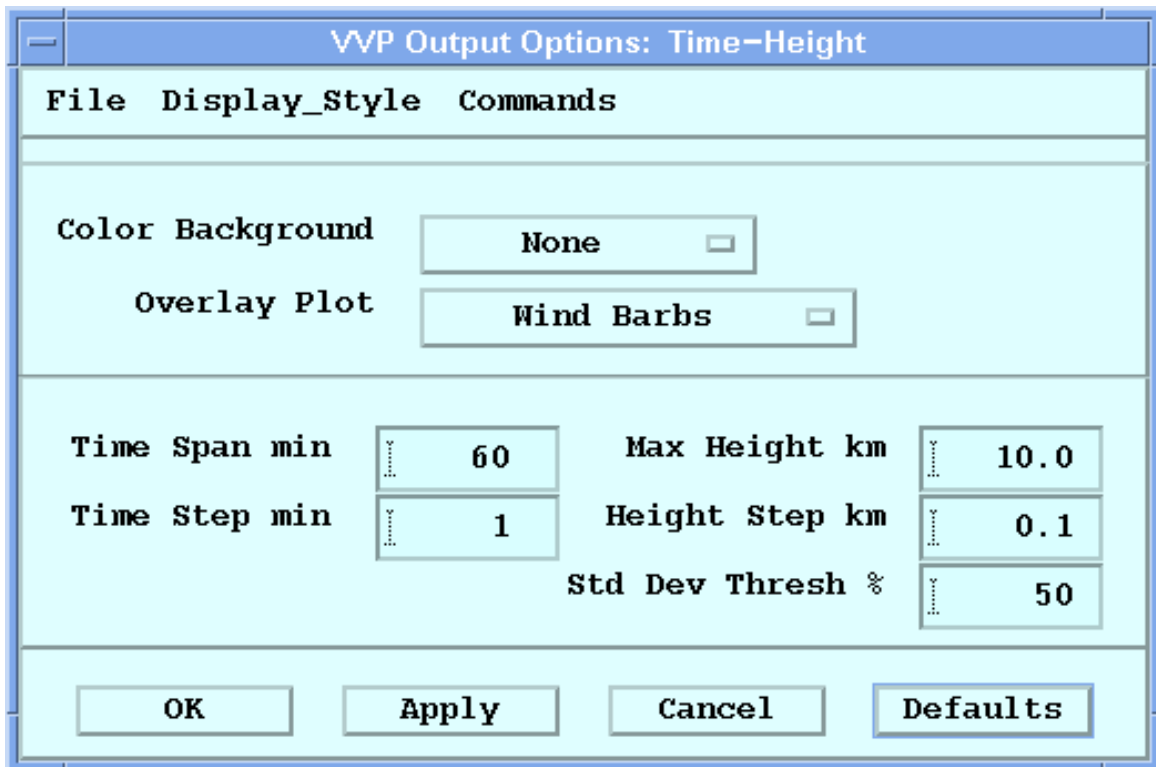 VVP Output Options: Time-Height
File Display_Style Commands
Color Background None
Overlay Plot Wind Barbs
Time Span min 60 Max Height km 10.0
Time Step min 1 Height Step km 0.1
Std Dev Thresh % 50
OK Apply Cancel Defaults